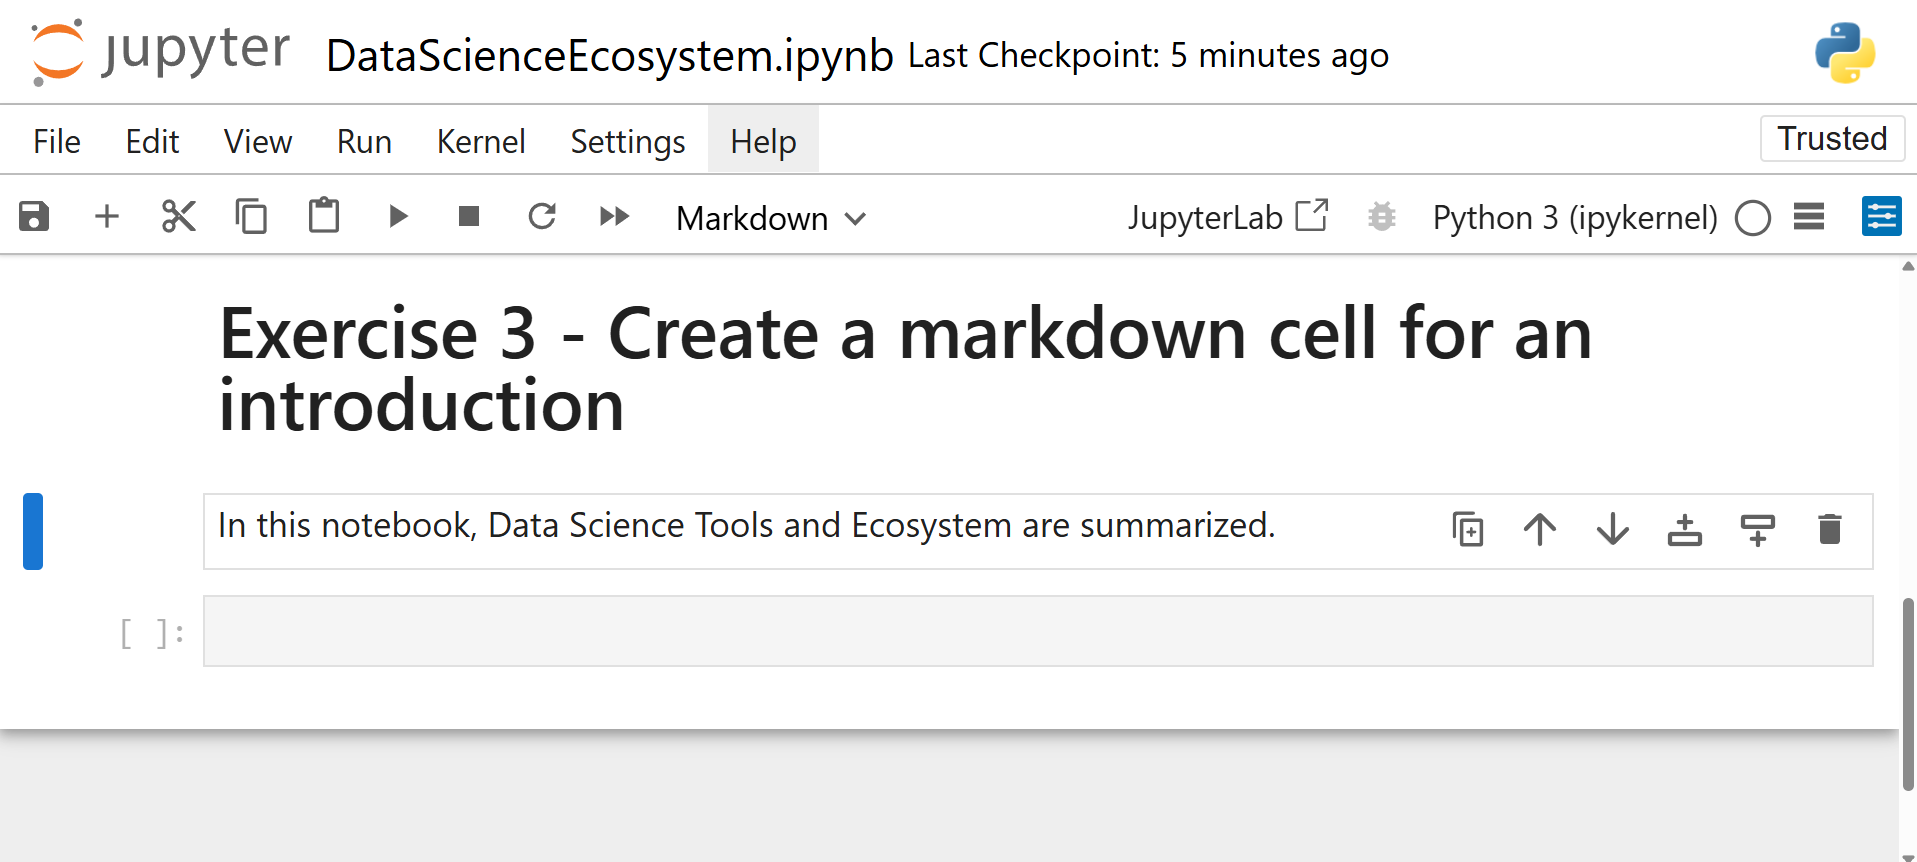 jupyter DataScienceEcosystem.ipynb Last Checkpoint: 5 minutes ago
File Edit View Run Kernel Settings Help Trusted
Markdown JupyterLab Python 3 (ipykernel)
Exercise 3 - Create a markdown cell for an
introduction
In this notebook, Data Science Tools and Ecosystem are summarized.
[ ]: